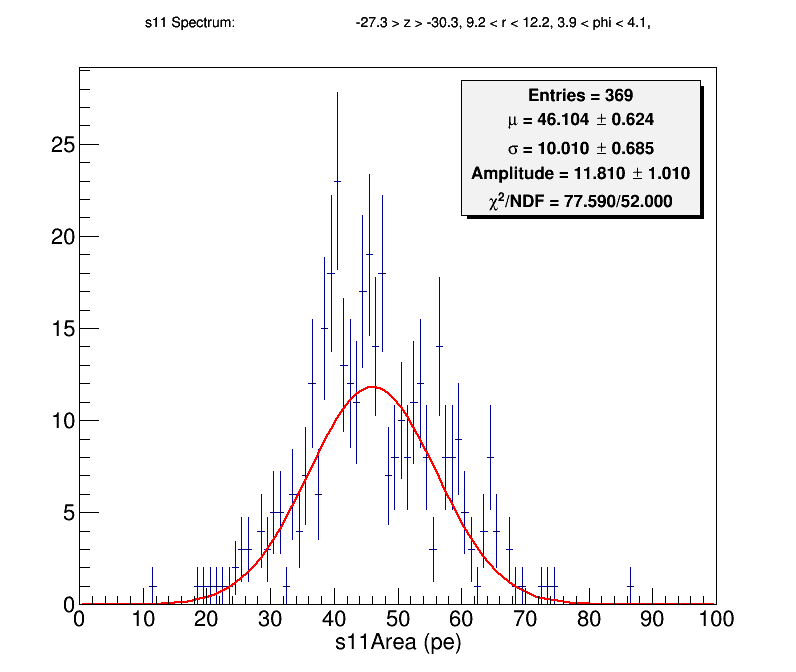 s11 Spectrum: -27.3 > z > -30.3, 9.2 < r < 12.2, 3.9 < phi < 4.1,
Entries = 369
μ = 46.104 ± 0.624
σ = 10.010 ± 0.685
Amplitude = 11.810 ± 1.010
χ²/NDF = 77.590/52.000
25
20
15
10
5
0
0 10 20 30 40 50 60 70 80 90 100
s11Area (pe)